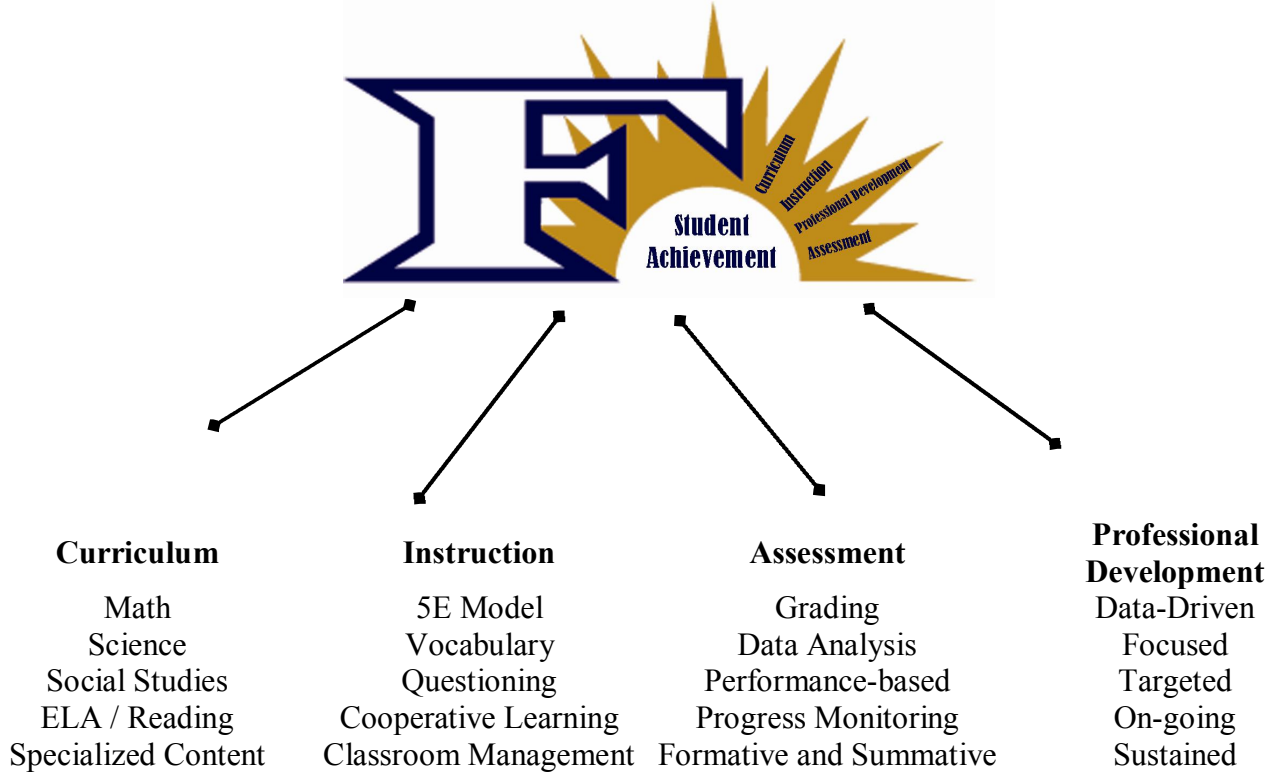 F
Curriculum
Instruction
Professional Development
Assessment
Student
Achievement
Curriculum
Math
Science
Social Studies
ELA / Reading
Specialized Content
Instruction
5E Model
Vocabulary
Questioning
Cooperative Learning
Classroom Management
Assessment
Grading
Data Analysis
Performance-based
Progress Monitoring
Formative and Summative
Professional
Development
Data-Driven
Focused
Targeted
On-going
Sustained